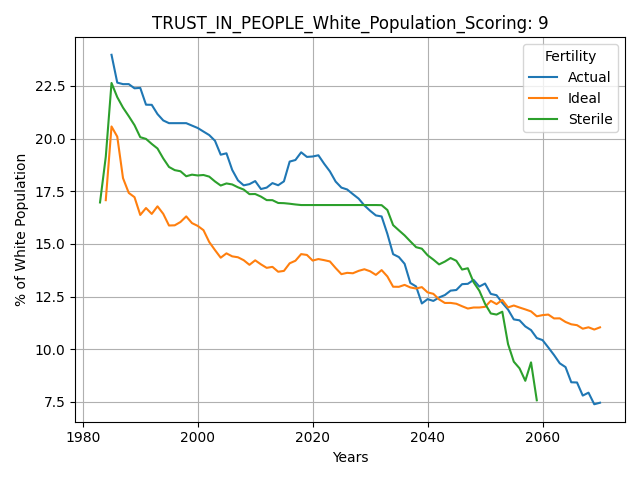 TRUST_IN_PEOPLE_White_Population_Scoring: 9
Fertility
Actual
Ideal
Sterile
% of White Population
22.5
20.0
17.5
15.0
12.5
10.0
7.5
1980
2000
2020
2040
2060
Years